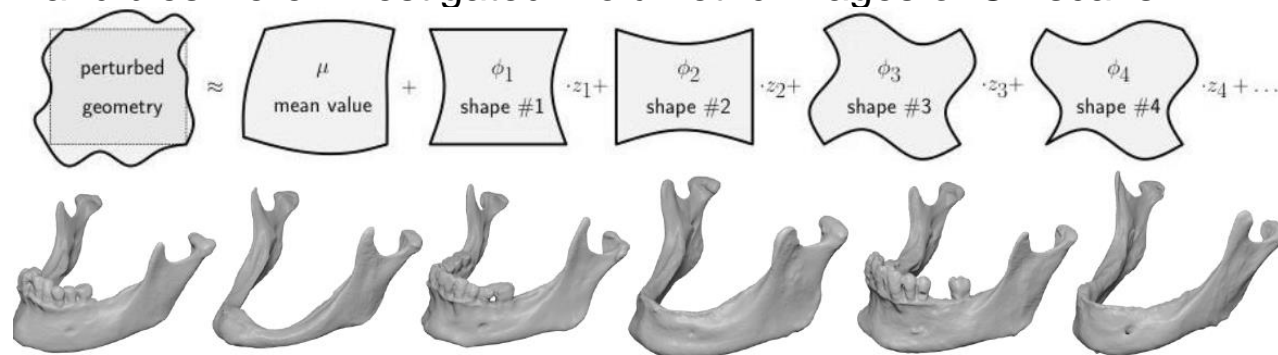 perturbed geometry ≈ μ mean value + ϕ₁ shape #1 ·z₁+ ϕ₂ shape #2 ·z₂+ ϕ₃ shape #3 ·z₃+ ϕ₄ shape #4 ·z₄ + …